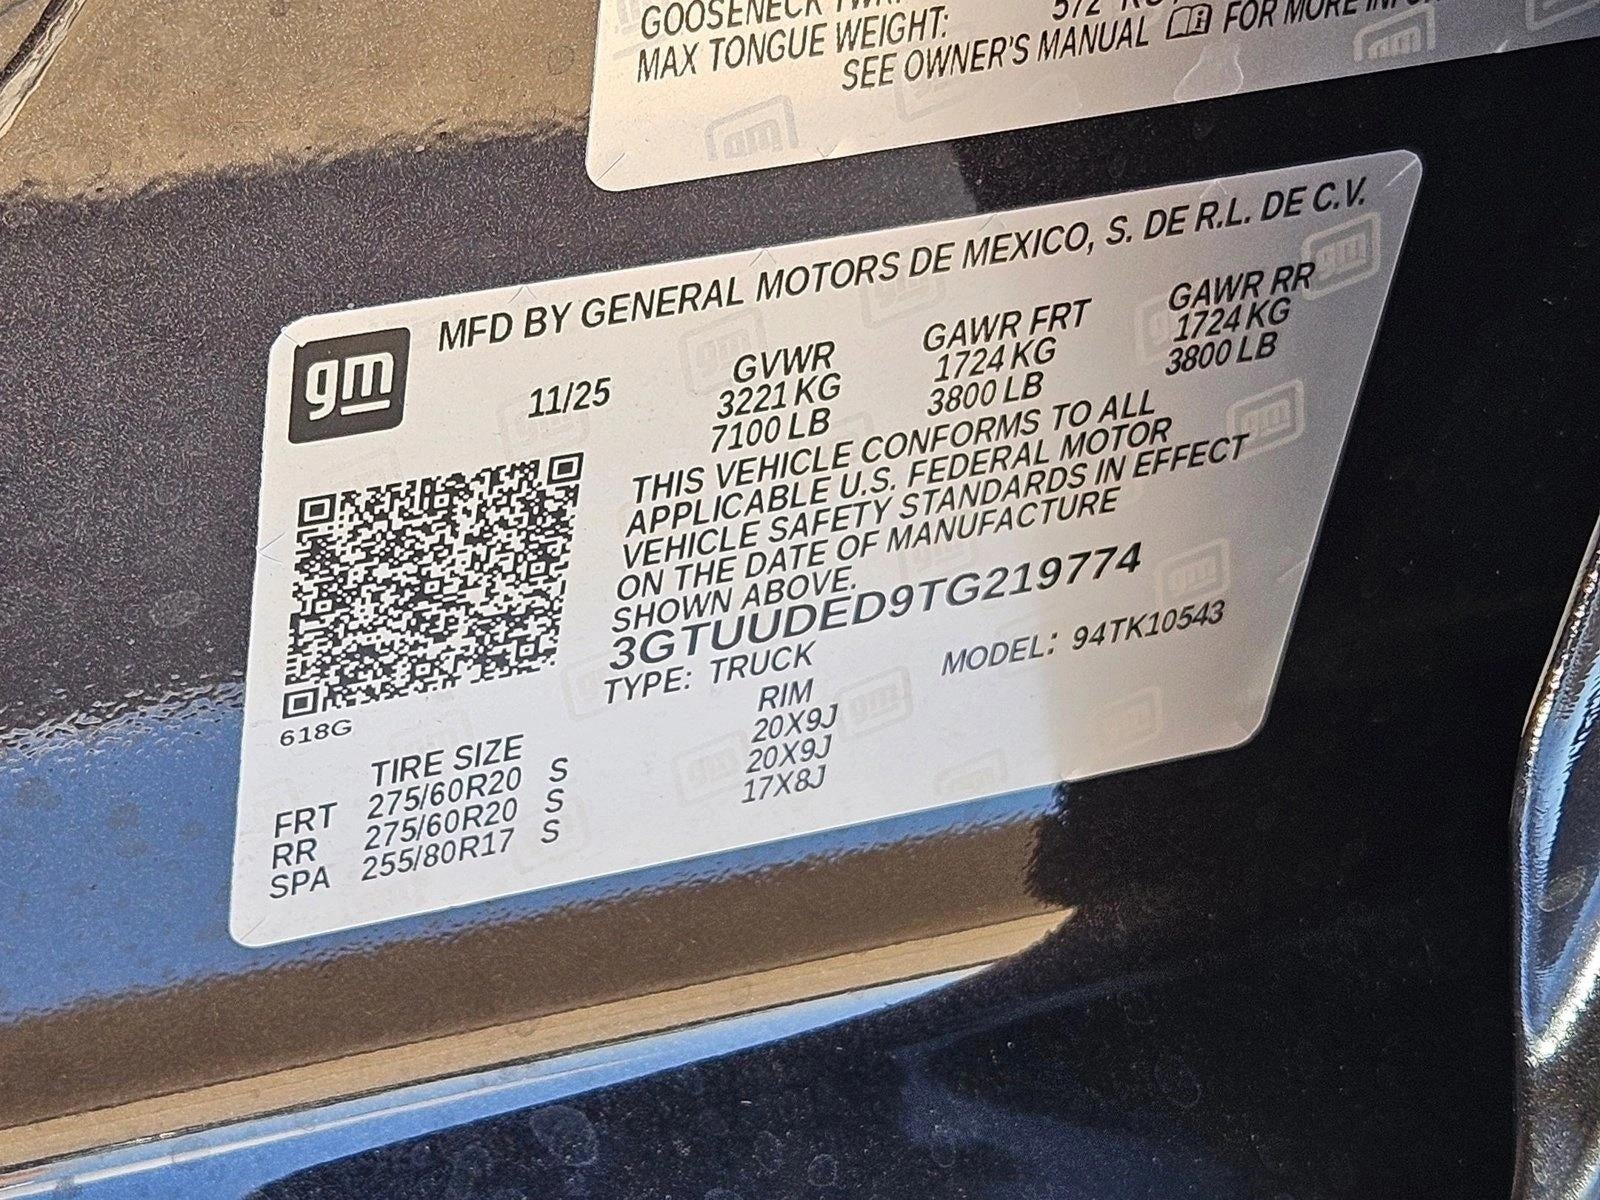 GOOSENECK
MAX TONGUE WEIGHT:
SEE OWNER'S MANUAL FOR MORE
MFD BY GENERAL MOTORS DE MEXICO, S. DE R.L. DE C.V.
gm
11/25
GVWR GAWR FRT GAWR RR
3221 KG 1724 KG 1724 KG
7100 LB 3800 LB 3800 LB
THIS VEHICLE CONFORMS TO ALL
APPLICABLE U.S. FEDERAL MOTOR
VEHICLE SAFETY STANDARDS IN EFFECT
ON THE DATE OF MANUFACTURE
SHOWN ABOVE.
3GTUUDED9TG219774
TYPE: TRUCK MODEL: 94TK10543
618G
TIRE SIZE RIM
FRT 275/60R20 S 20X9J
RR 275/60R20 S 20X9J
SPA 255/80R17 S 17X8J